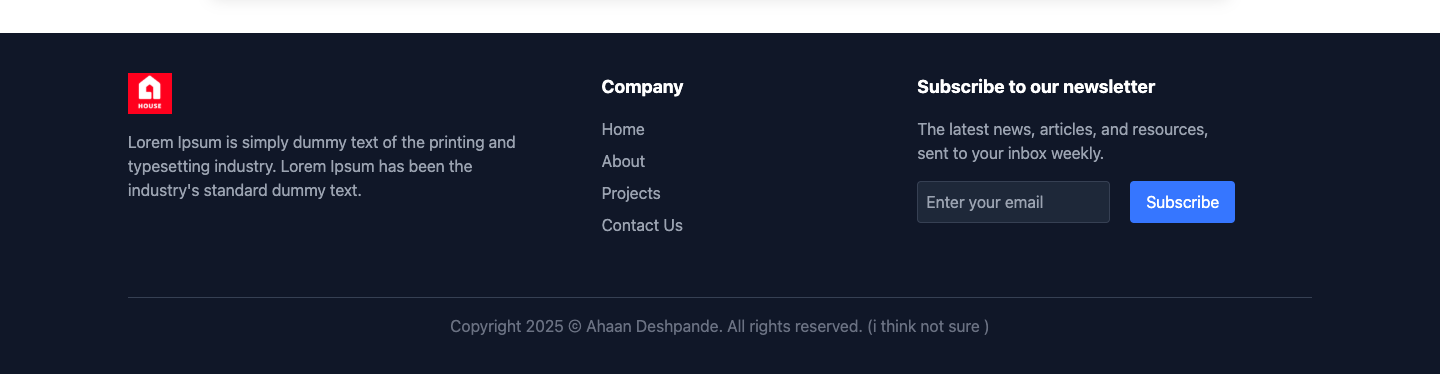 HOUSE
Lorem Ipsum is simply dummy text of the printing and
typesetting industry. Lorem Ipsum has been the
industry's standard dummy text.
Company
Home
About
Projects
Contact Us
Subscribe to our newsletter
The latest news, articles, and resources,
sent to your inbox weekly.
Enter your email
Subscribe
Copyright 2025 © Ahaan Deshpande. All rights reserved. (i think not sure )